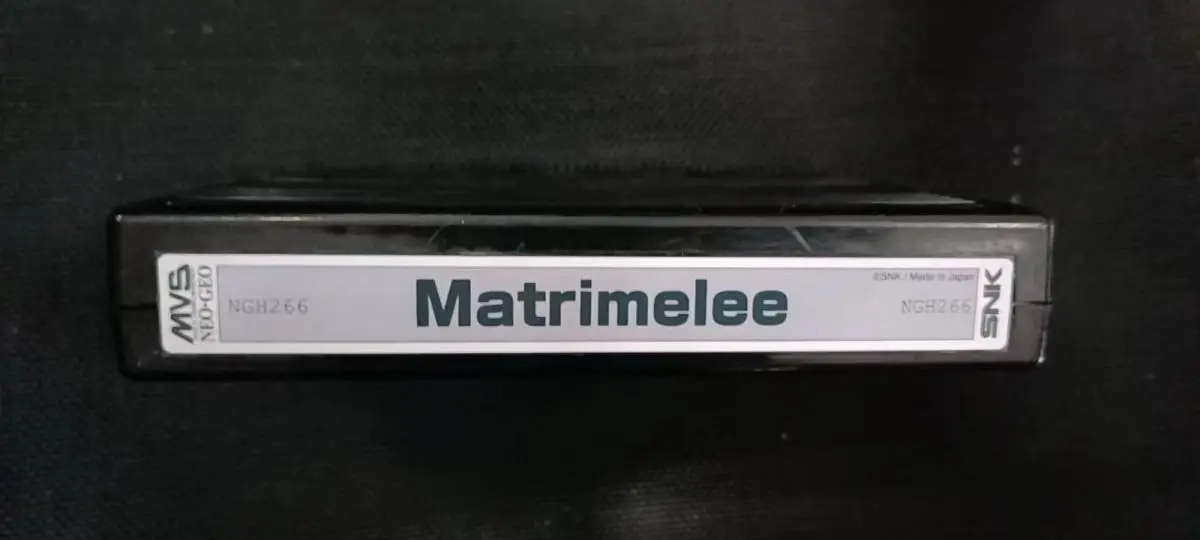 MVS
NEO•GEO
NGH266
Matrimelee
©SNK / Made in Japan
NGH266
SNK